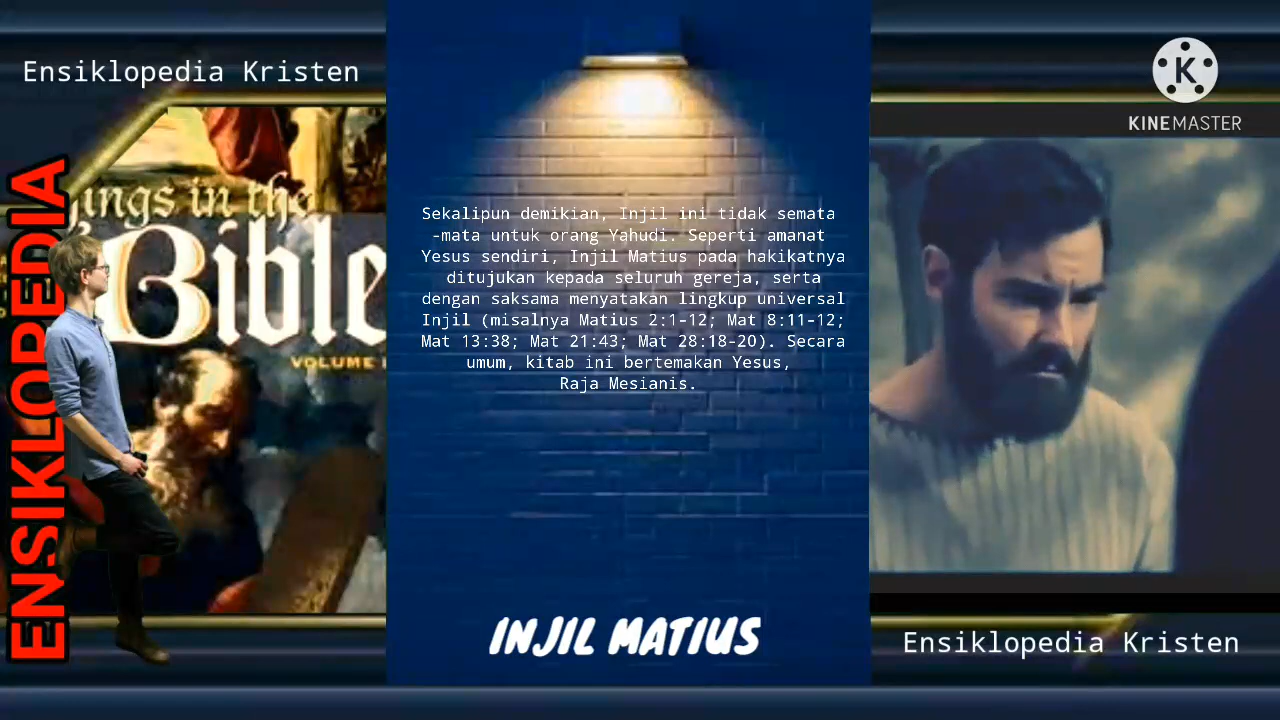 Ensiklopedia Kristen
KINEMASTER
ENSIKLOPEDIA
ings in the
Bible
VOLUME
Sekalipun demikian, Injil ini tidak semata
-mata untuk orang Yahudi. Seperti amanat
Yesus sendiri, Injil Matius pada hakikatnya
ditujukan kepada seluruh gereja, serta
dengan saksama menyatakan lingkup universal
Injil (misalnya Matius 2:1-12; Mat 8:11-12;
Mat 13:38; Mat 21:43; Mat 28:18-20). Secara
umum, kitab ini bertemakan Yesus,
Raja Mesianis.
INJIL MATIUS
Ensiklopedia Kristen